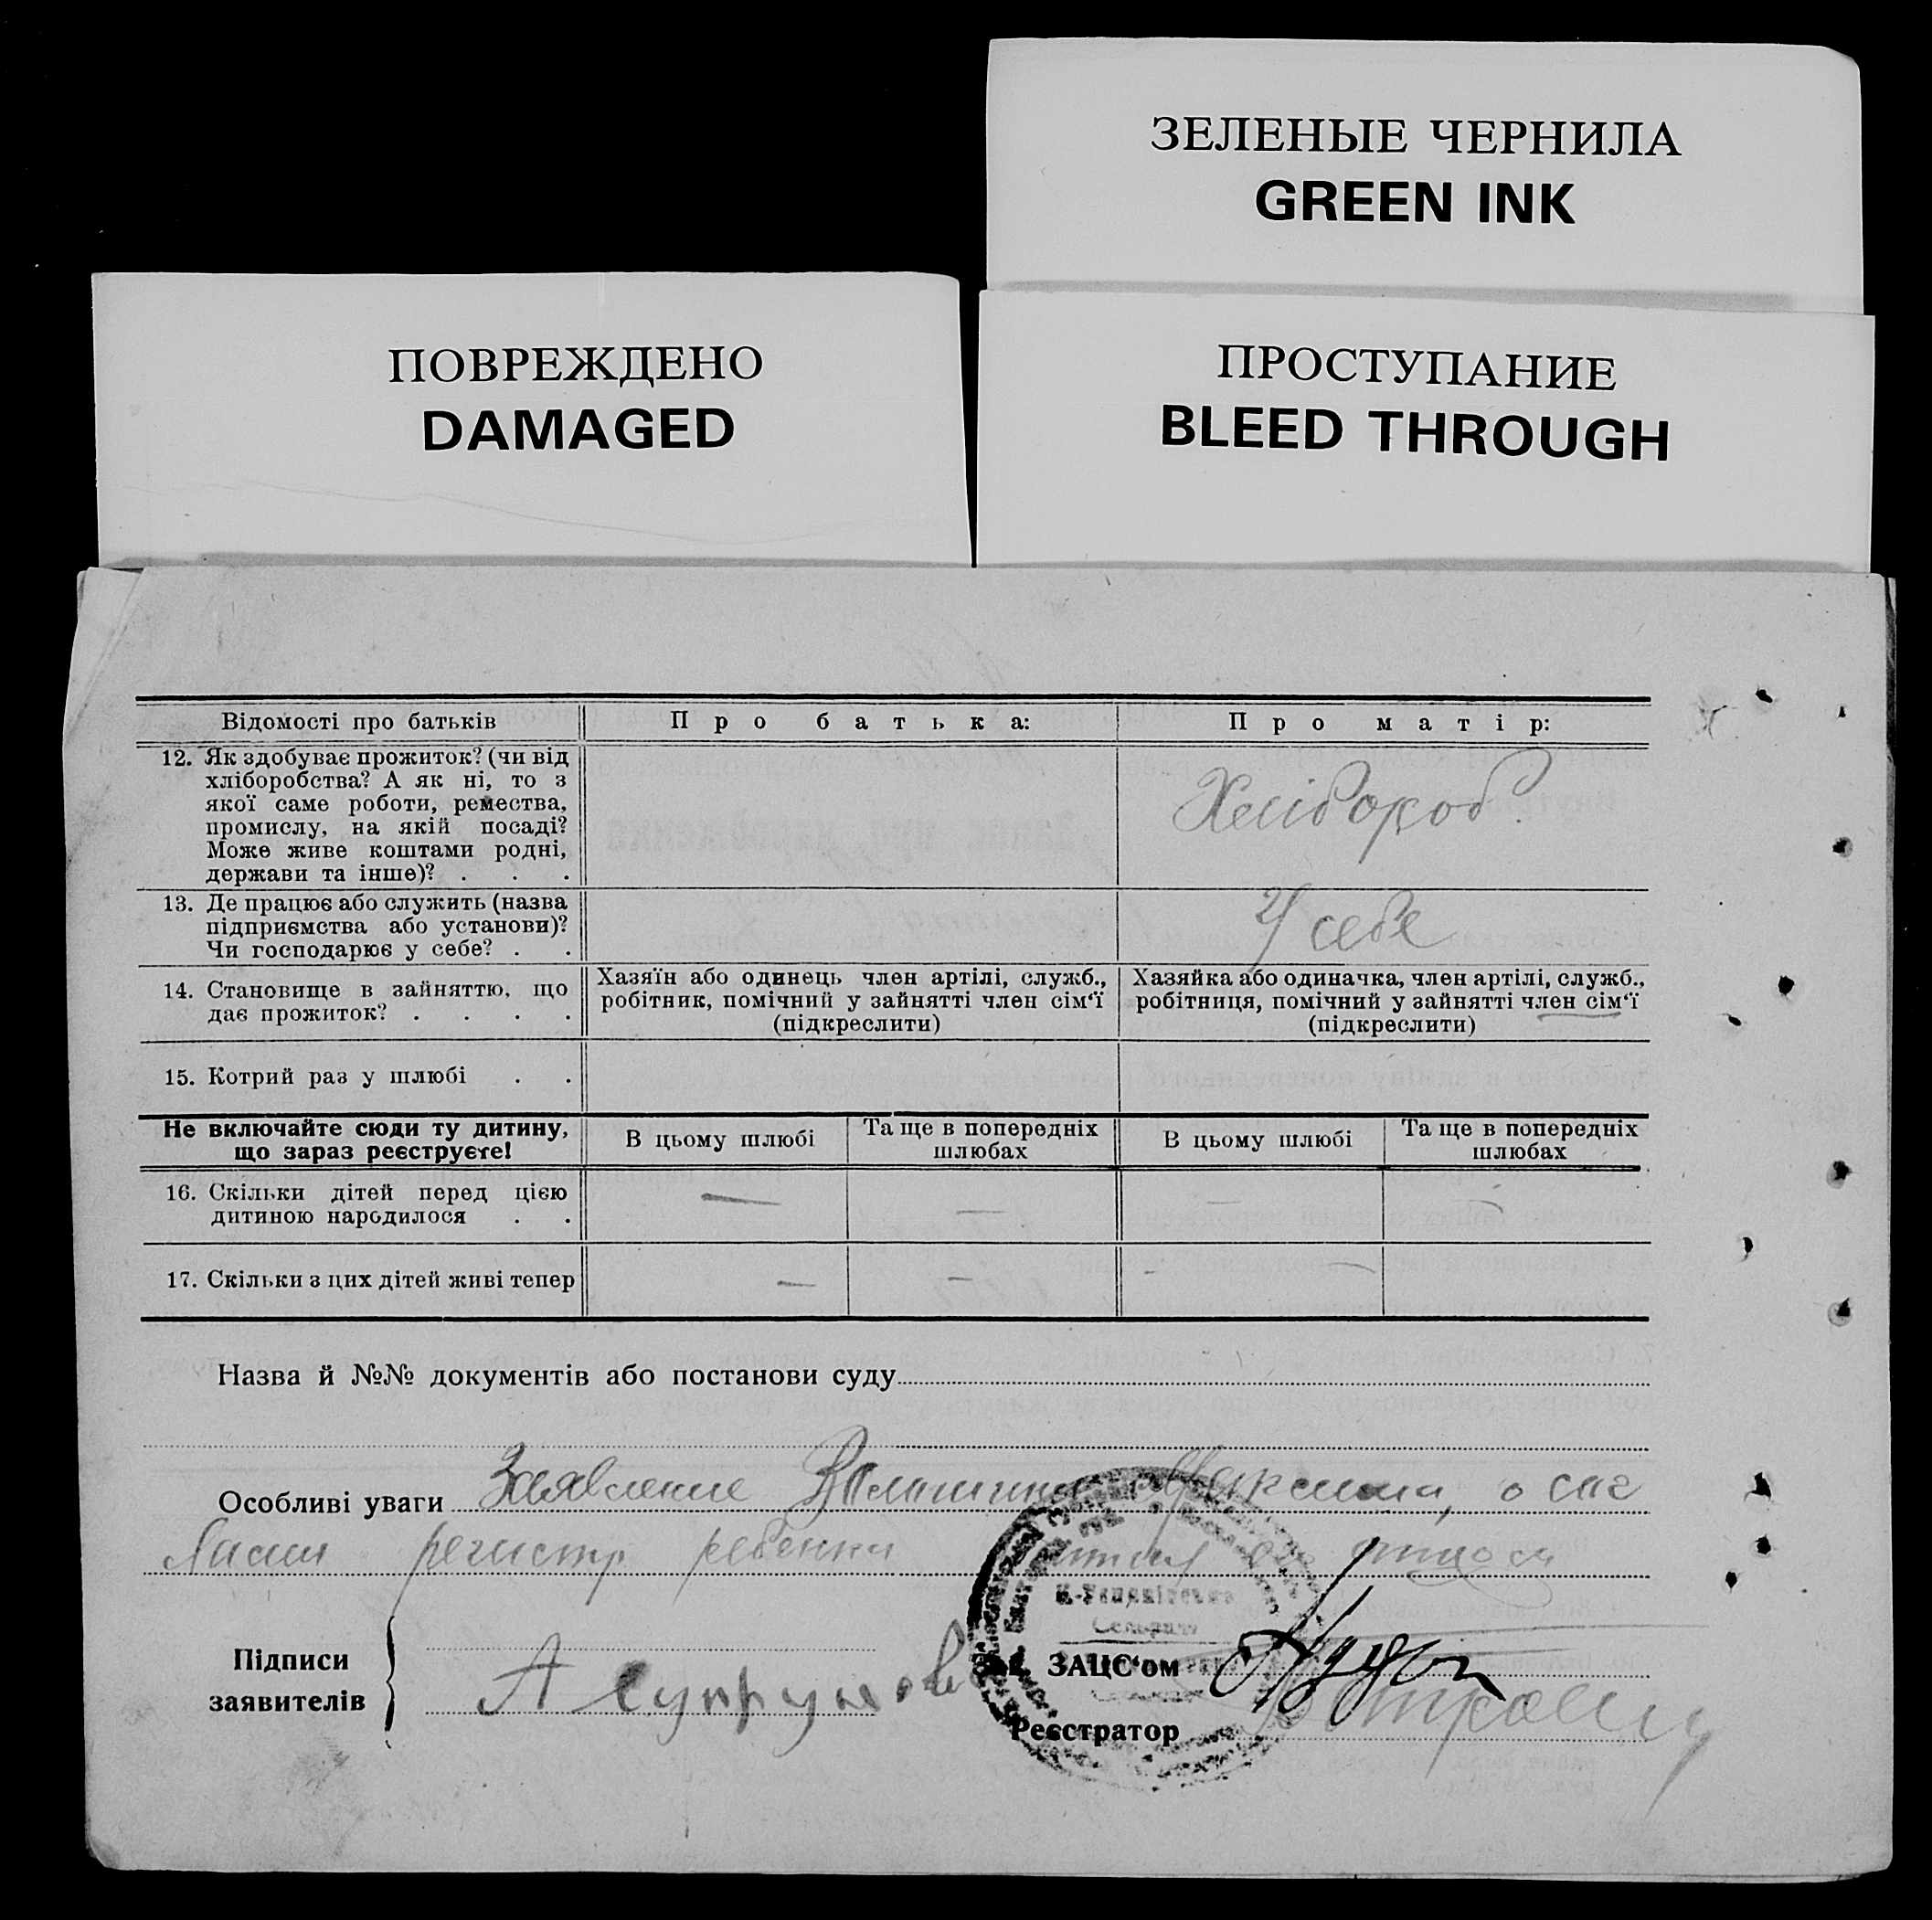 ЗЕЛЕНЫЕ ЧЕРНИЛА
GREEN INK
ПОВРЕЖДЕНО
DAMAGED
ПРОСТУПАНИЕ
BLEED THROUGH
Відомості про батьків
Про батька:
Про матір:
12. Як здобуває прожиток? (чи від
хліборобства? А як ні, то з
якої саме роботи, ремества,
промислу, на якій посаді?
Може живе коштами родні,
держави та інше)? . . .
Хлібороб.
13. Де працює або служить (назва
підприємства або установи)?
Чи господарює у себе? . .
У себе
14. Становище в зайняттю, що
дає прожиток? . . . .
Хазяїн або одинець член артілі, служб.,
робітник, помічний у зайнятті член сім'ї
(підкреслити)
Хазяйка або одиначка, член артілі, служб.,
робітниця, помічний у зайнятті член сім'ї
(підкреслити)
15. Котрий раз у шлюбі . .
Не включайте сюди ту дитину,
що зараз реєструєте!
В цьому шлюбі
Та ще в попередніх
шлюбах
В цьому шлюбі
Та ще в попередніх
шлюбах
16. Скільки дітей перед цією
дитиною народилося . .
— — — —
17. Скільки з цих дітей живі тепер
— — - —
Назва й №№ документів або постанови суду
Особливі уваги Заявление о сог
ласии регистр ребенка
Підписи
заявителів
А Супрунов
ЗАЦС'ом
Реєстратор